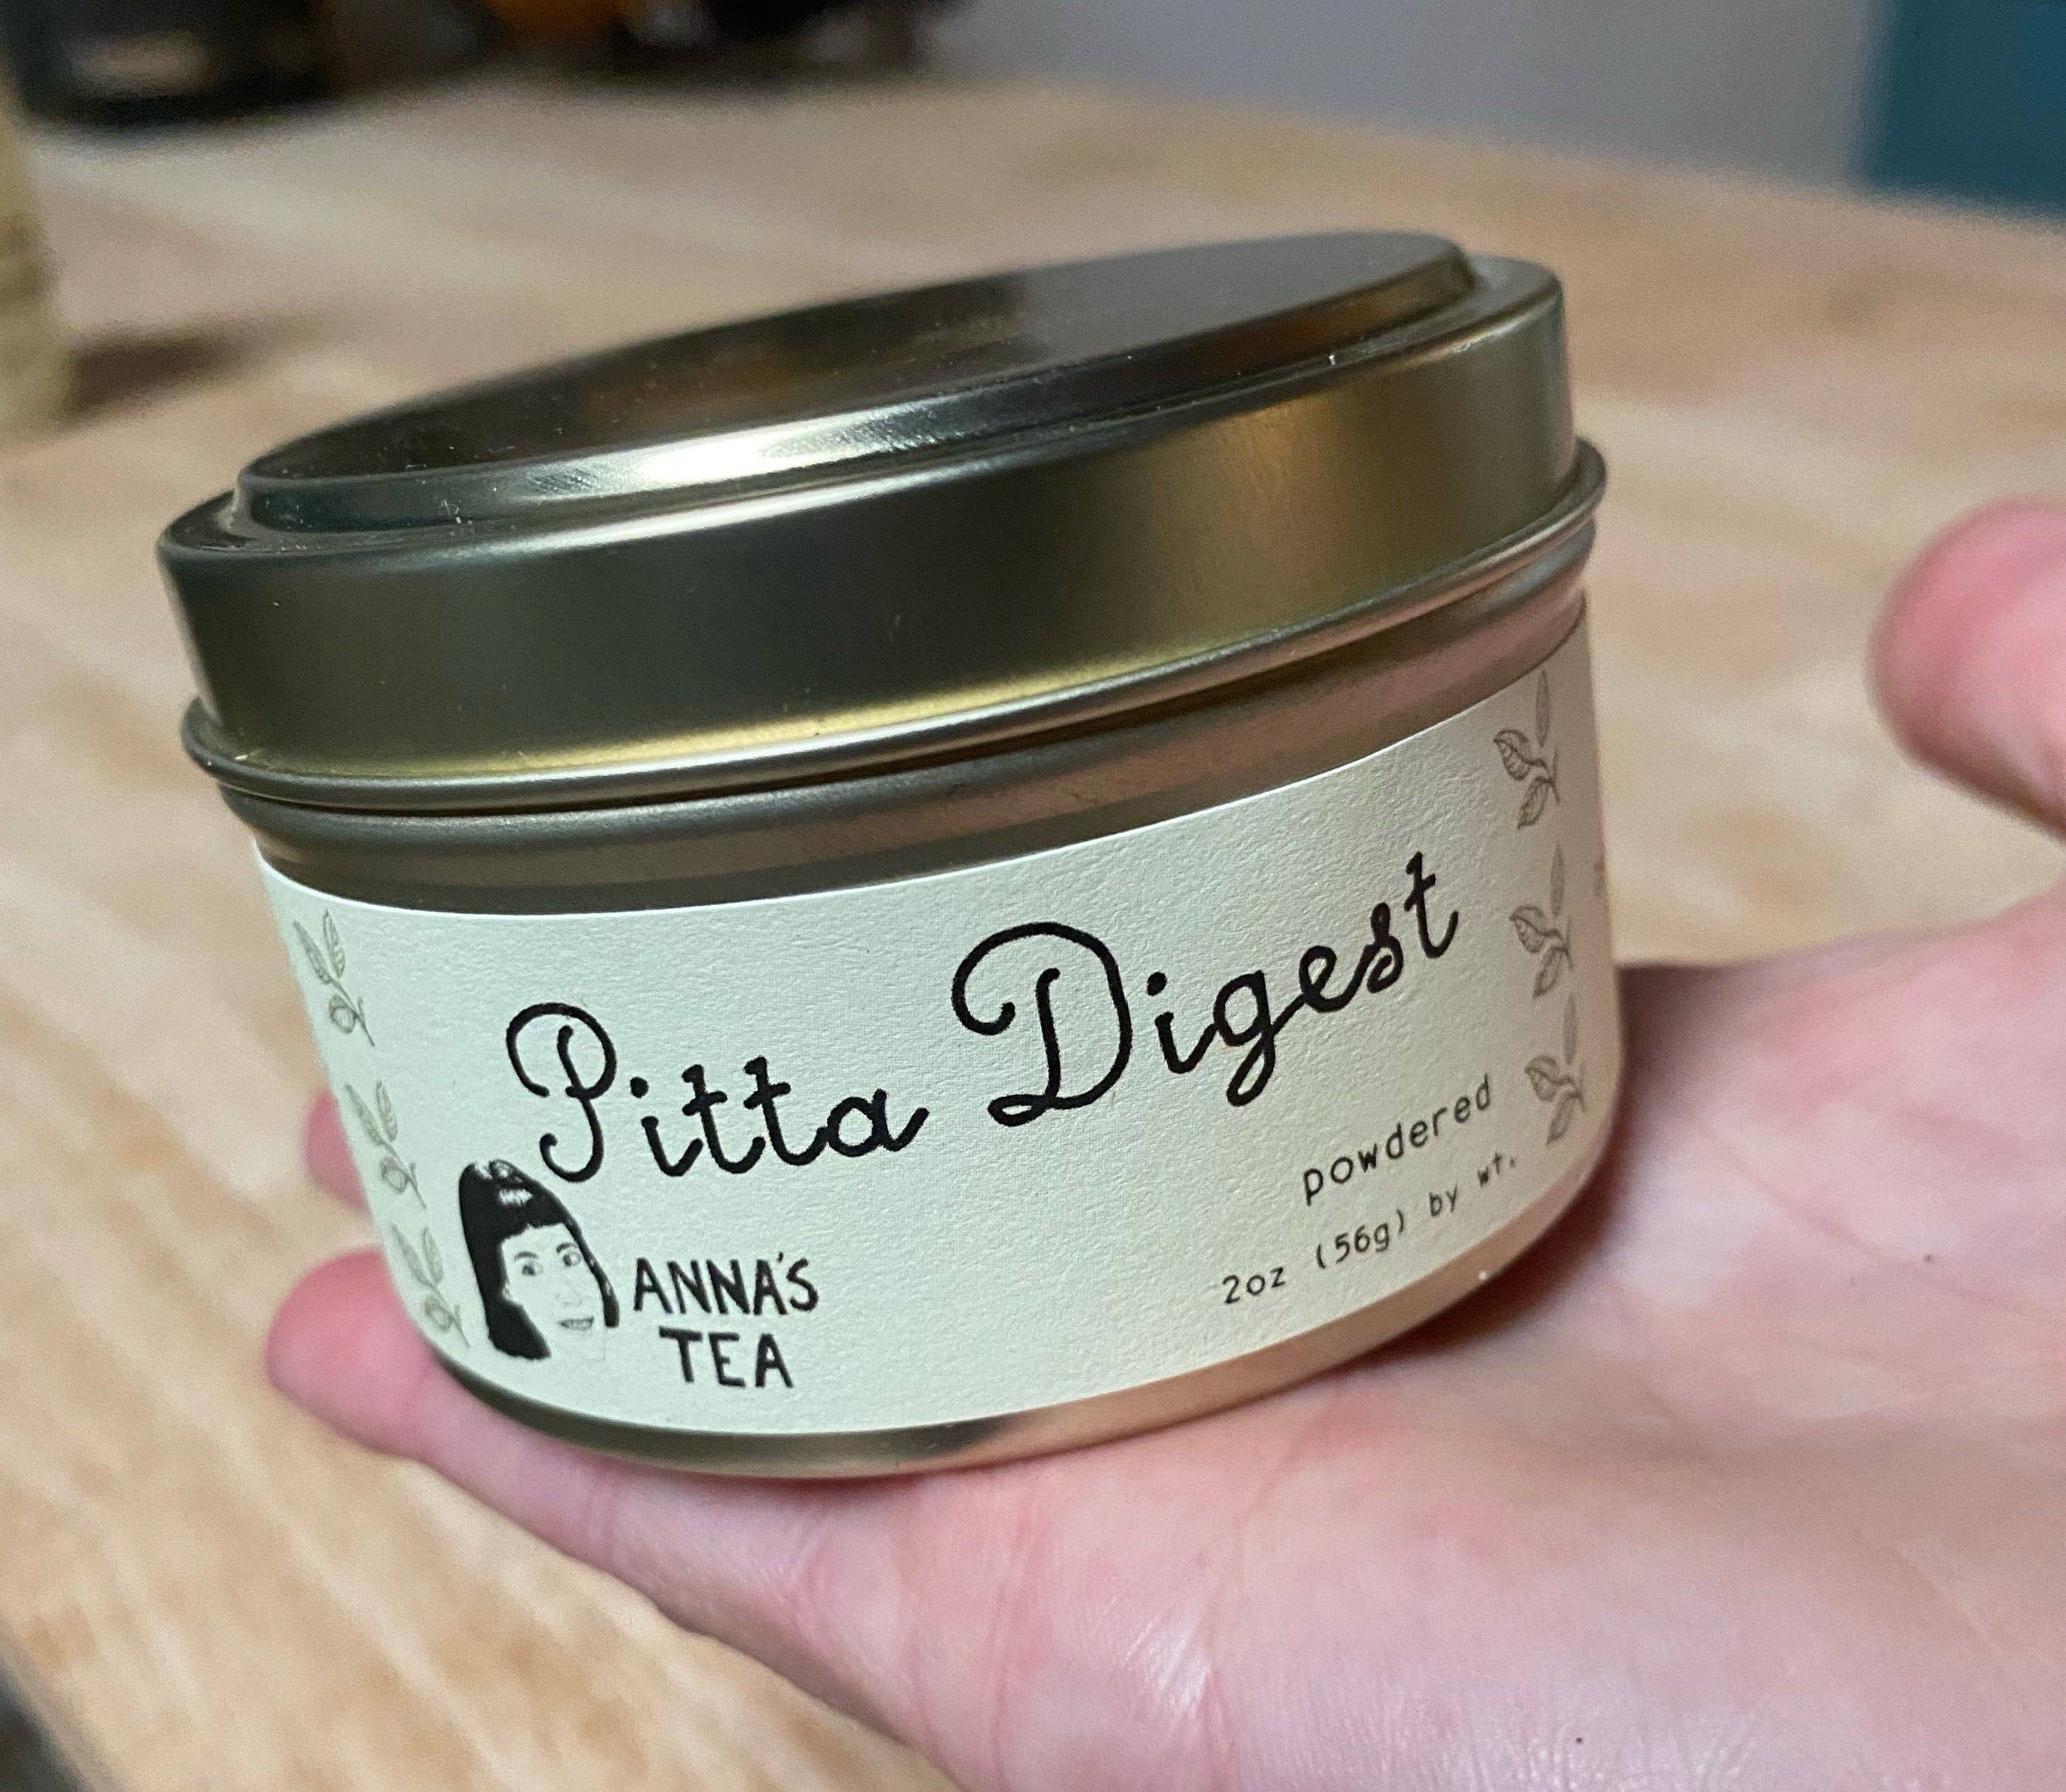 Pitta Digest
powdered
2oz (56g) by wt.
ANNA'S
TEA